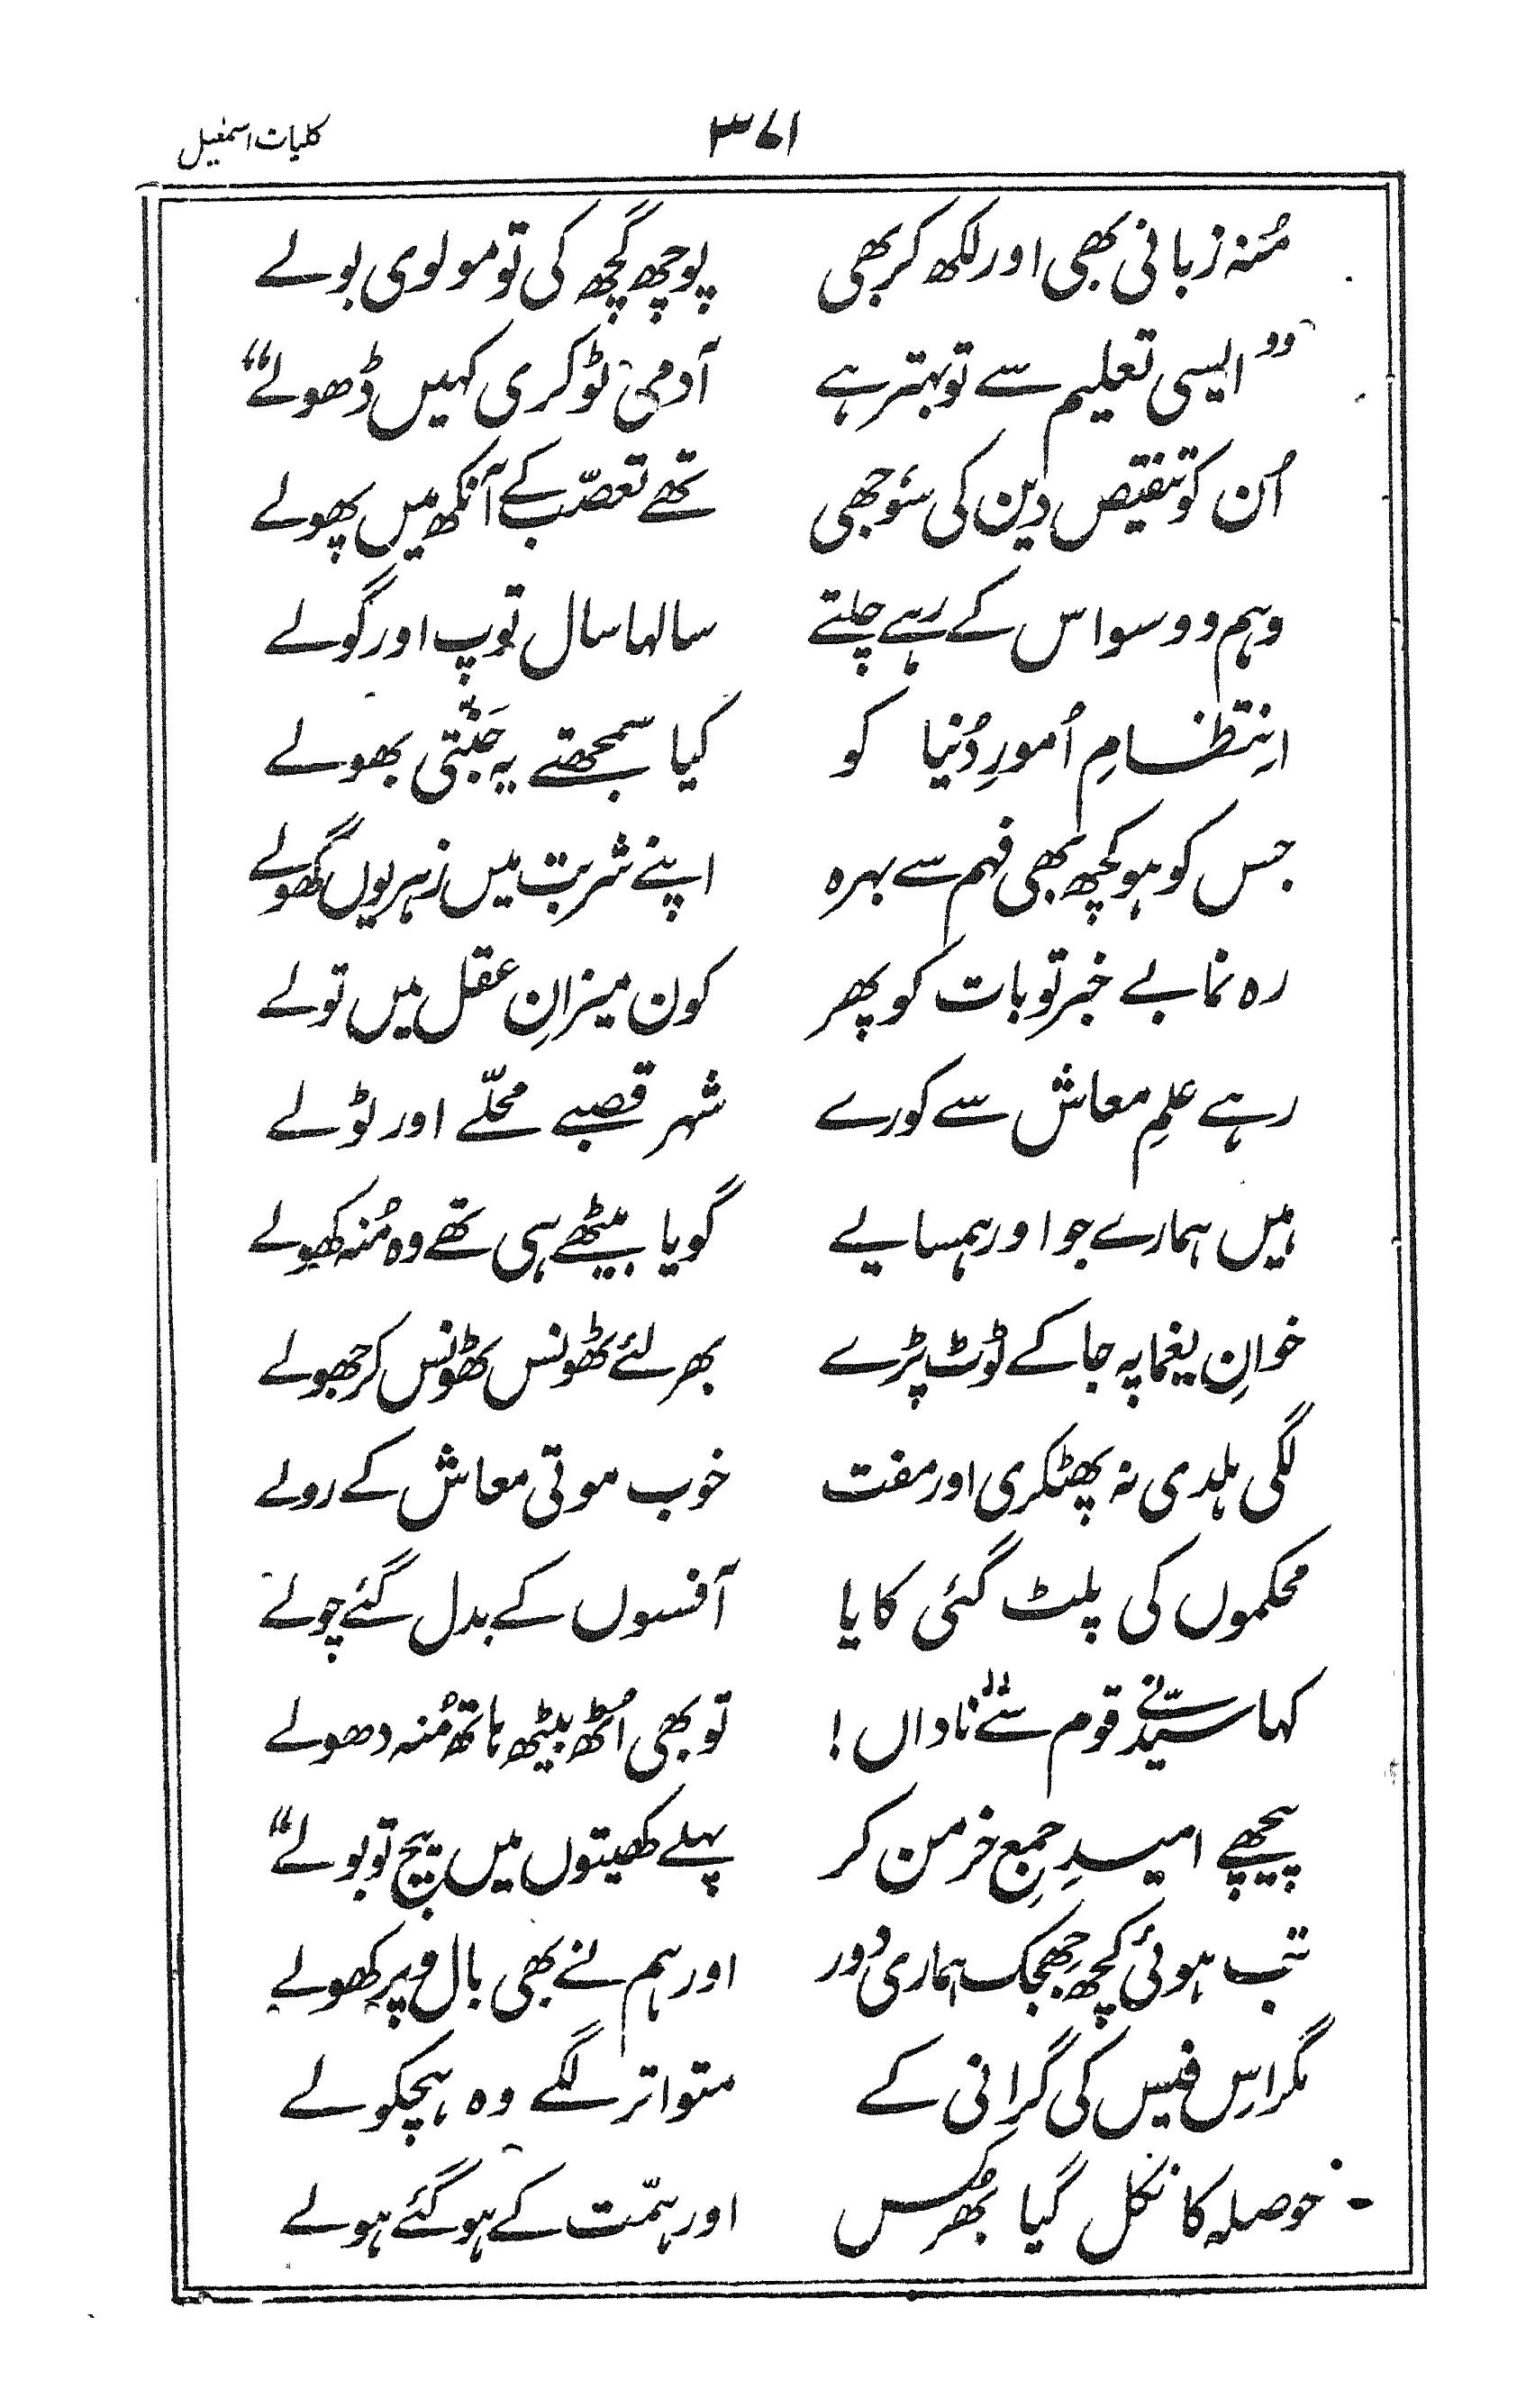 کلیات اسمٰعیل
۳۷۱
مُنہ زبانی بھی اور لکھ کر بھی پوچھ گچھ کی تو مولوی بولے
”ایسی تعلیم سے تو بہتر ہے آدمی ٹوکری کہیں ڈھولے“
اُن کو تنقیص دین کی سُوجھی تھے تعصّب کے آنکھ میں پھولے
وہم و وسواس کے رہے چلتے سالہا سال توپ اور گولے
اِنتظامِ اُمورِ دُنیا کو کیا سمجھتے یہ جَنّتی بھولے
جس کو ہو کچھ بھی فہم سے بہرہ اپنے شربت میں زہر یوں گھولے
رہ نما بے خبر تو بات کو پھر کون میزانِ عقل میں تولے
رہے علمِ معاش سے کورے شہر قصبے محلّے اور ٹولے
ہیں ہمارے جو اور ہمسایے گویا بیٹھے ہی تھے وہ مُنہ کھولے
خوانِ یغما پہ جا کے ٹوٹ پڑے بھر لئے ٹھونس ٹھونس کر جھولے
لگی ہلدی نہ پھٹکری اور مفت خوب موتی معاش کے رولے
محکموں کی پلٹ گئی کایا آفسوں کے بدل گئے چولے
کہا سیّد نے قوم سے ”ناداں! تو بھی اُٹھ بیٹھ ہاتھ مُنہ دھولے
پیچھے امیدِ جمعِ خرمن کر پہلے کھیتوں میں بیج تو بولے“
تب ہوئی کچھ جھجک ہماری دور اور ہم نے بھی بال و پر کھولے
مگر اِس فیس کی گرانی کے متواتر لگے وہ ہچکولے
حوصلہ کا نکل گیا بھُرکس اور ہمّت کے ہو گئے ہولے